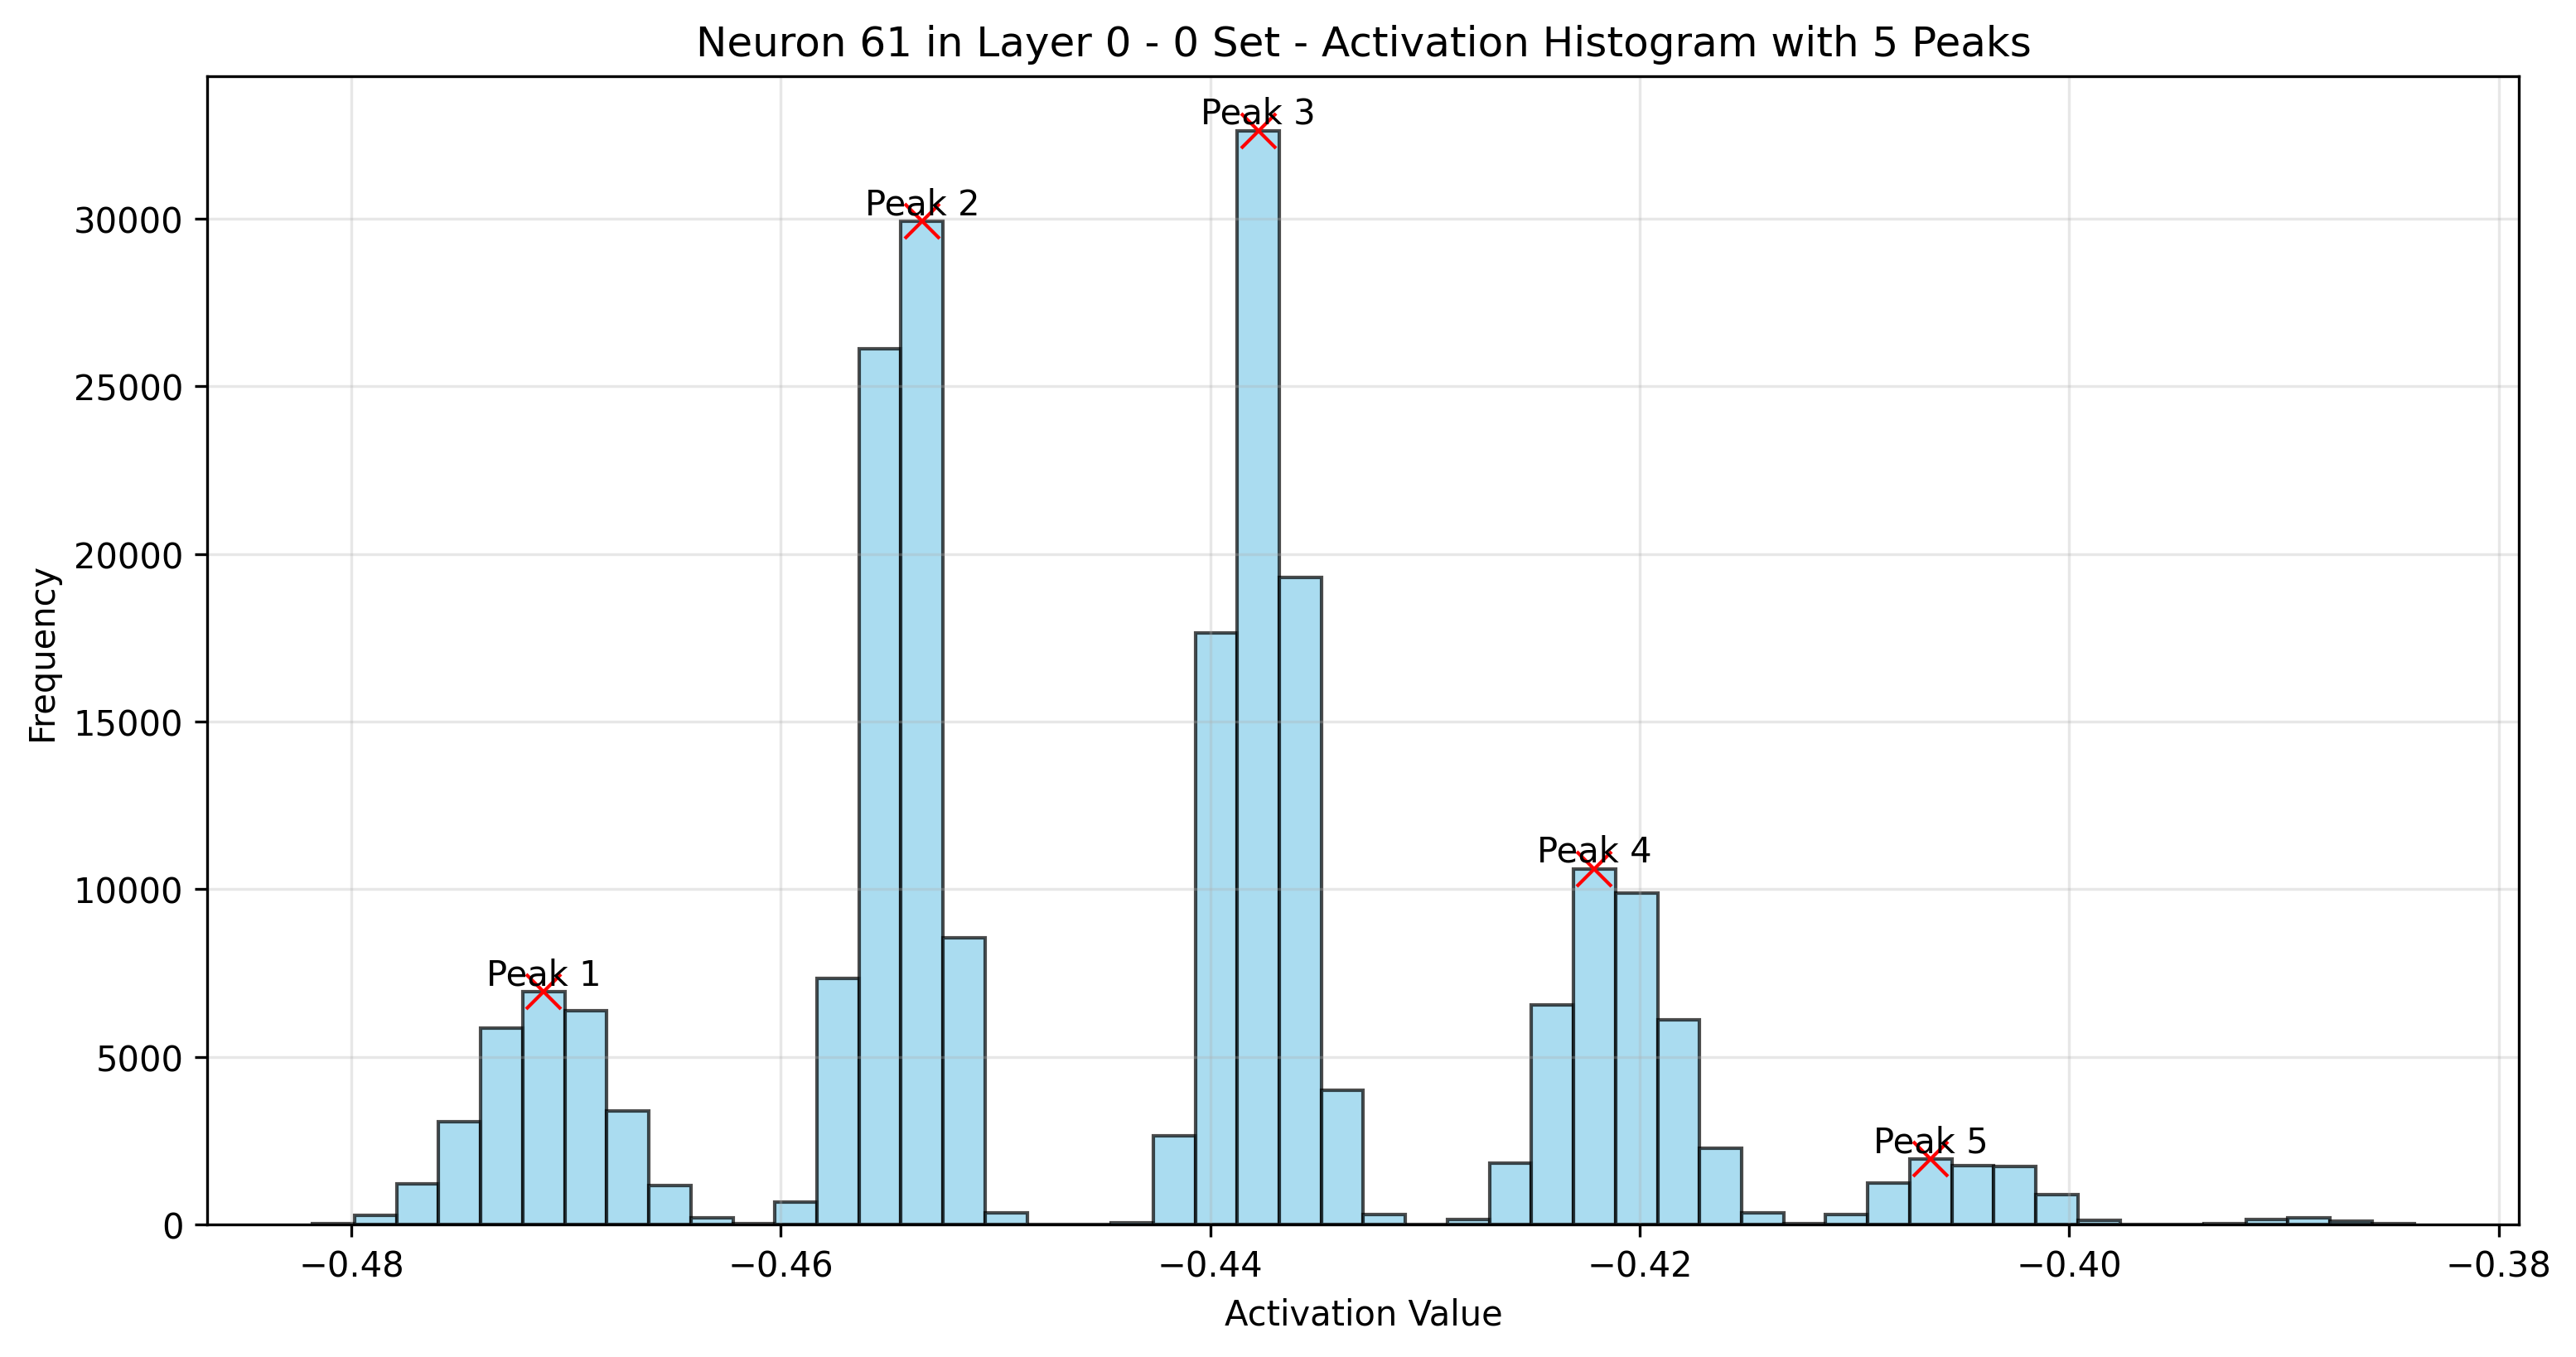 Neuron 61 in Layer 0 - 0 Set - Activation Histogram with 5 Peaks
Peak 3
Peak 2
30000
25000
20000
15000
Peak 4
10000
Peak 1
5000
Peak 5
0
Frequency
−0.48 −0.46 −0.44 −0.42 −0.40 −0.38
Activation Value